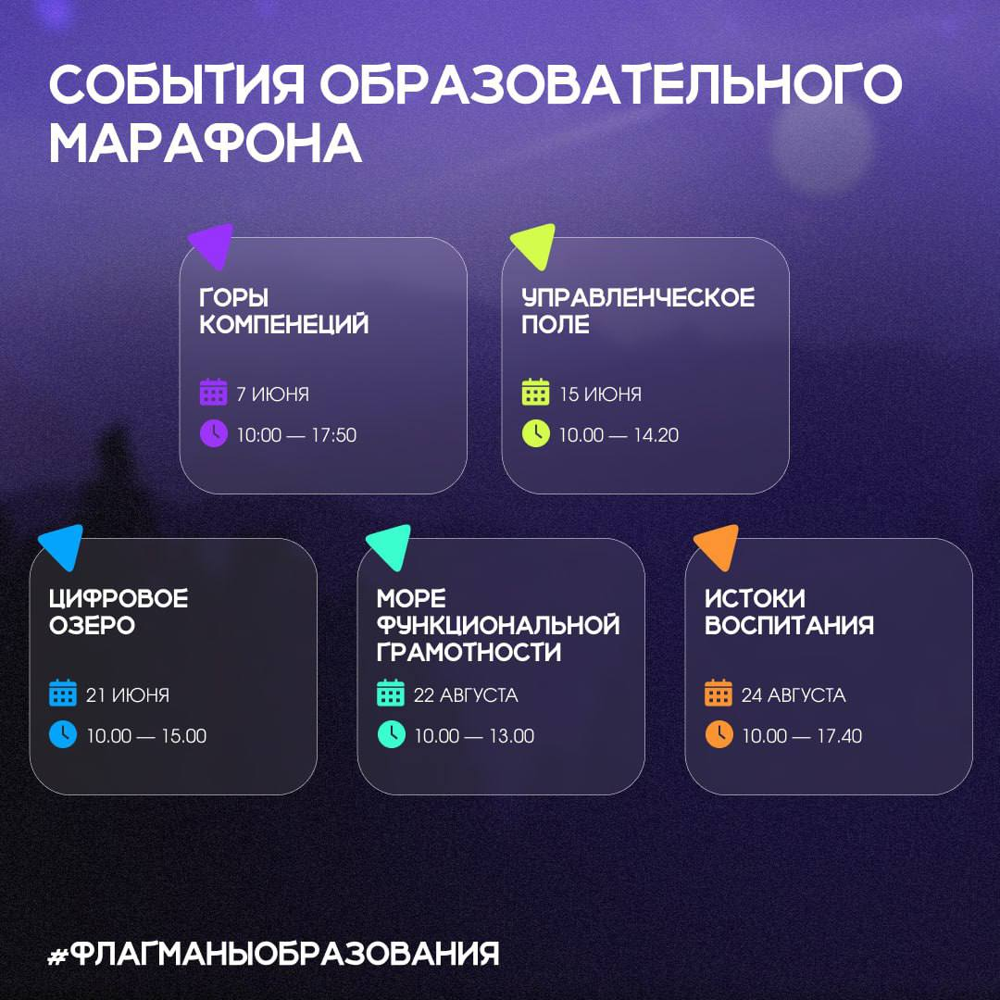 СОБЫТИЯ ОБРАЗОВАТЕЛЬНОГО
МАРАФОНА
ГОРЫ
КОМПЕНЕЦИЙ
7 ИЮНЯ
10:00 — 17:50
УПРАВЛЕНЧЕСКОЕ
ПОЛЕ
15 ИЮНЯ
10.00 — 14.20
ЦИФРОВОЕ
ОЗЕРО
21 ИЮНЯ
10.00 — 15.00
МОРЕ
ФУНКЦИОНАЛЬНОЙ
ГРАМОТНОСТИ
22 АВГУСТА
10.00 — 13.00
ИСТОКИ
ВОСПИТАНИЯ
24 АВГУСТА
10.00 — 17.40
#ФЛАГМАНЫОБРАЗОВАНИЯ